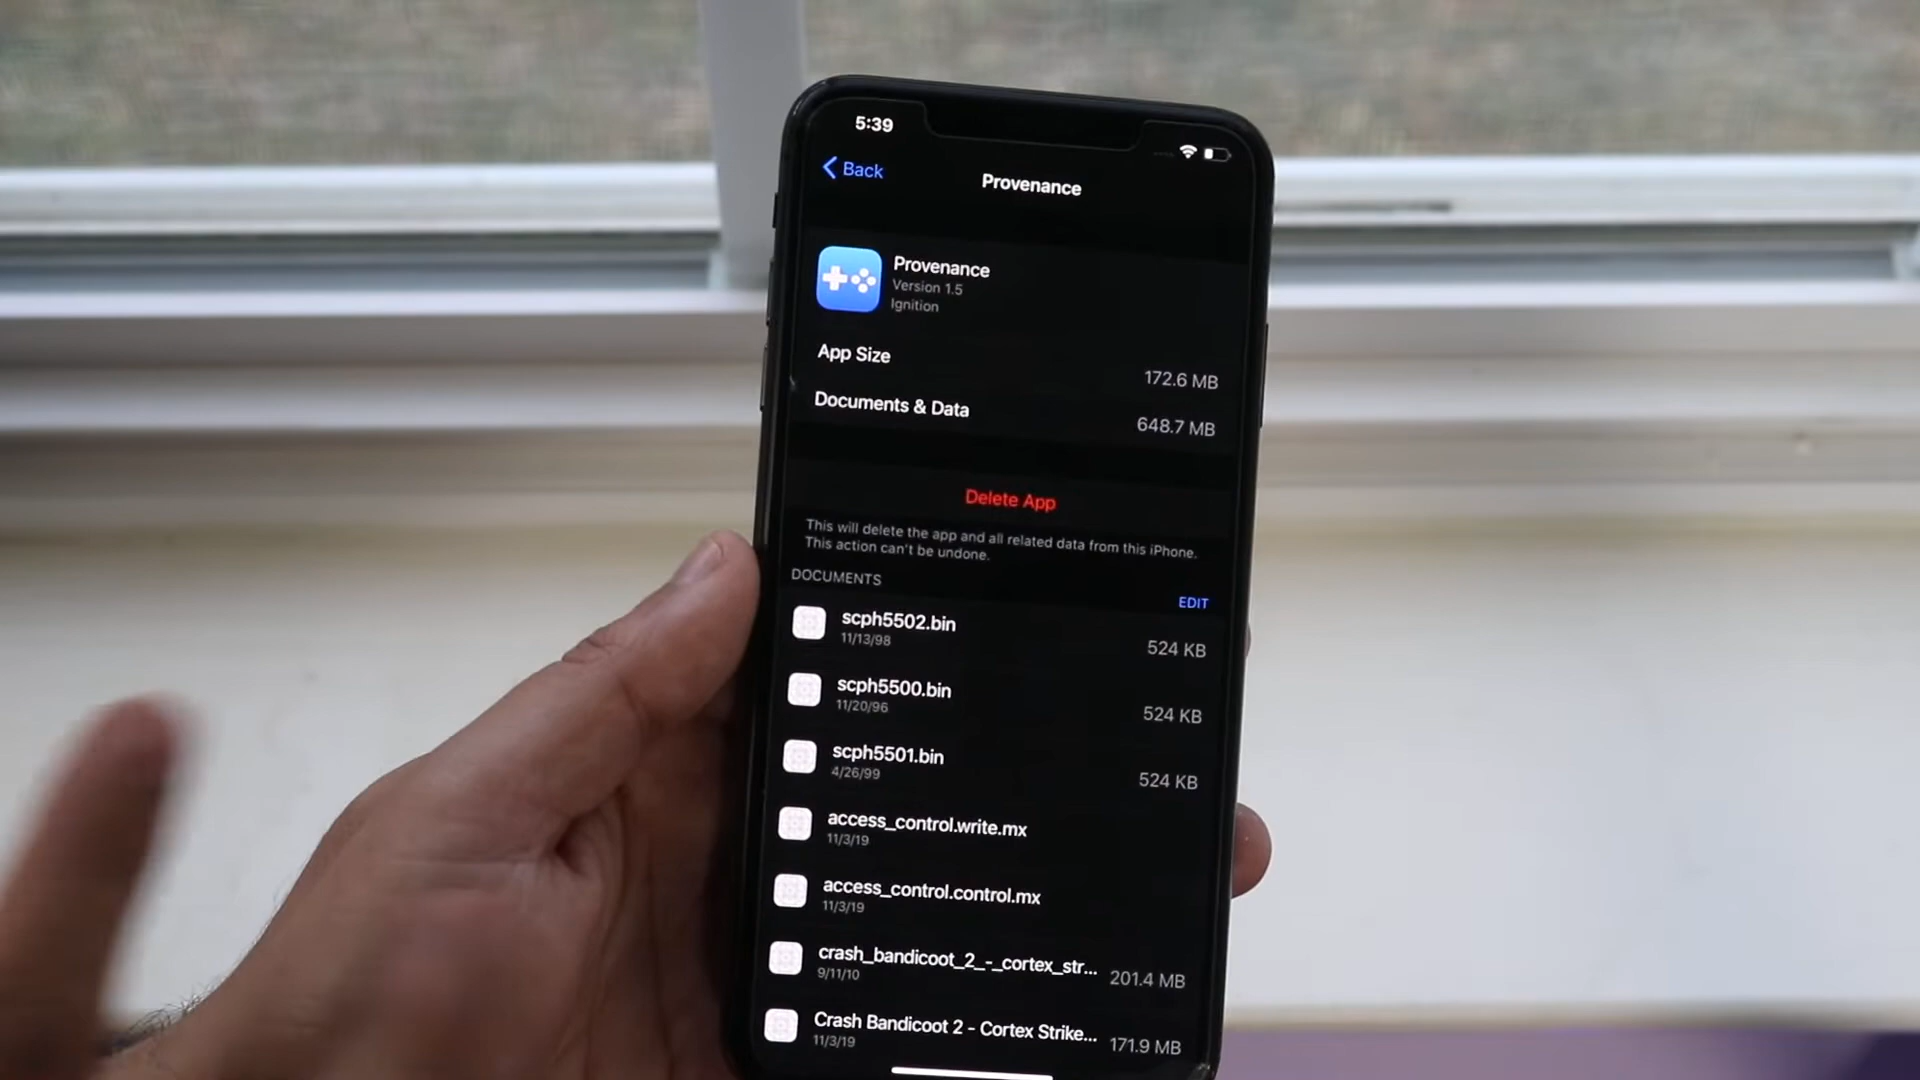 5:39
Back
Provenance
Provenance
Version 1.5
Ignition
App Size
172.6 MB
Documents & Data
648.7 MB
Delete App
This will delete the app and all related data from this iPhone.
This action can't be undone.
DOCUMENTS
EDIT
scph5502.bin
11/13/98
524 KB
scph5500.bin
11/20/96
524 KB
scph5501.bin
4/26/99
524 KB
access_control.write.mx
11/3/19
access_control.control.mx
11/3/19
crash_bandicoot_2_-_cortex_str...
9/11/10
201.4 MB
Crash Bandicoot 2 - Cortex Strike...
11/3/19
171.9 MB